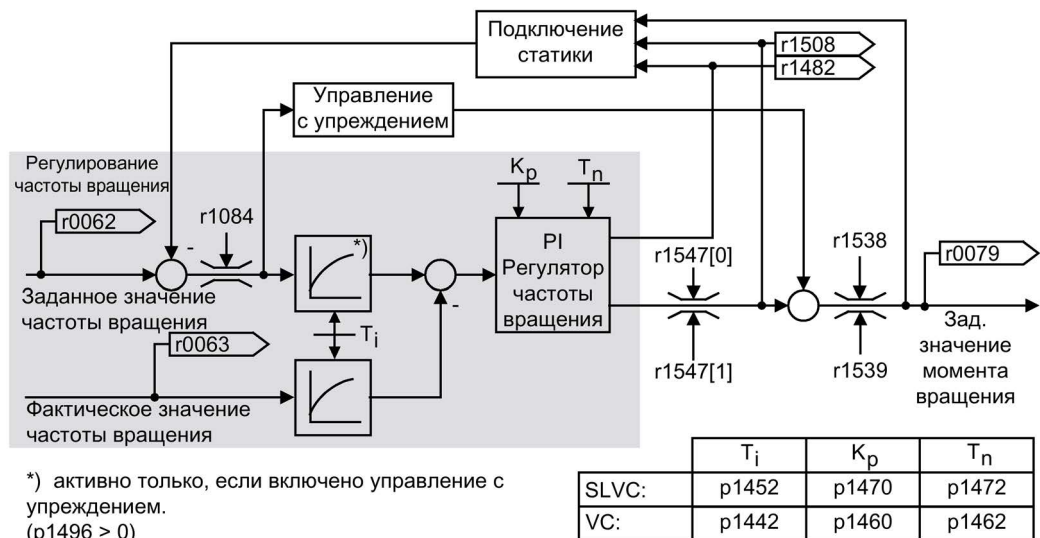 Подключение
статики
r1508
r1482
Управление
с упреждением
Регулирование
частоты вращения
r0062
r1084
*)
-
Kp
Tn
PI
Регулятор
частоты
вращения
-
r1547[0]
r1538
r0079
Заданное значение
частоты вращения
r0063
Ti
r1547[1]
r1539
Зад.
значение
момента
вращения
Фактическое значение
частоты вращения
*) активно только, если включено управление с
упреждением.
(p1496 > 0)
Ti Kp Tn
SLVC: p1452 p1470 p1472
VC: p1442 p1460 p1462